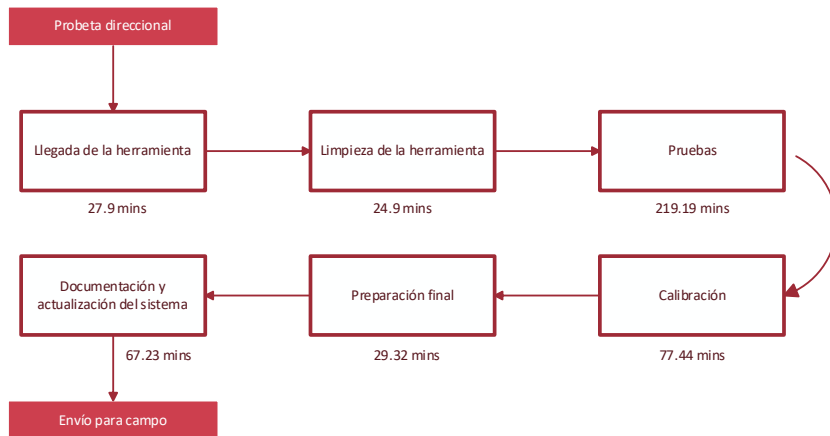 Probeta direccional
Llegada de la herramienta
27.9 mins
Limpieza de la herramienta
24.9 mins
Pruebas
219.19 mins
Calibración
77.44 mins
Preparación final
29.32 mins
Documentación y
actualización del sistema
67.23 mins
Envío para campo